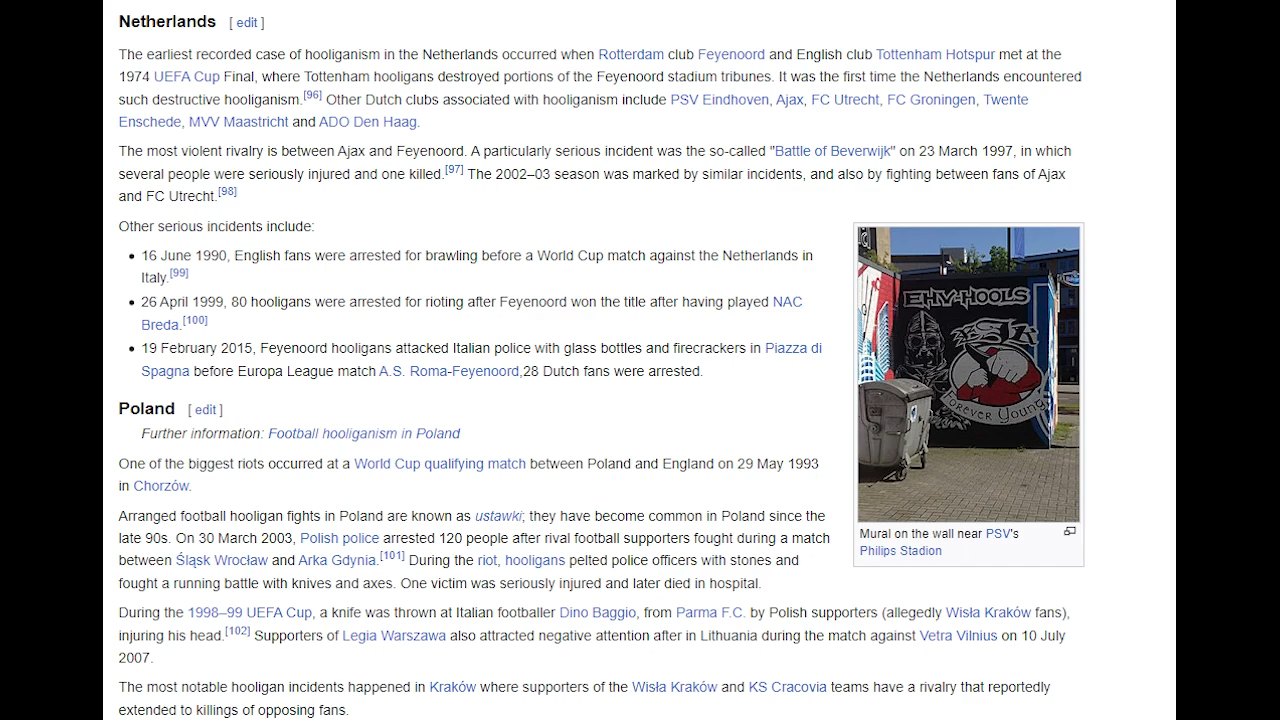 Netherlands [ edit ]
The earliest recorded case of hooliganism in the Netherlands occurred when Rotterdam club Feyenoord and English club Tottenham Hotspur met at the
1974 UEFA Cup Final, where Tottenham hooligans destroyed portions of the Feyenoord stadium tribunes. It was the first time the Netherlands encountered
such destructive hooliganism.[96] Other Dutch clubs associated with hooliganism include PSV Eindhoven, Ajax, FC Utrecht, FC Groningen, Twente
Enschede, MVV Maastricht and ADO Den Haag.
The most violent rivalry is between Ajax and Feyenoord. A particularly serious incident was the so-called "Battle of Beverwijk" on 23 March 1997, in which
several people were seriously injured and one killed.[97] The 2002–03 season was marked by similar incidents, and also by fighting between fans of Ajax
and FC Utrecht.[98]
Other serious incidents include:
• 16 June 1990, English fans were arrested for brawling before a World Cup match against the Netherlands in
Italy.[99]
• 26 April 1999, 80 hooligans were arrested for rioting after Feyenoord won the title after having played NAC
Breda.[100]
• 19 February 2015, Feyenoord hooligans attacked Italian police with glass bottles and firecrackers in Piazza di
Spagna before Europa League match A.S. Roma-Feyenoord,28 Dutch fans were arrested.
EHV-HOOLS
FOREVER YOUNG
Mural on the wall near PSV's
Philips Stadion
Poland [ edit ]
Further information: Football hooliganism in Poland
One of the biggest riots occurred at a World Cup qualifying match between Poland and England on 29 May 1993
in Chorzów.
Arranged football hooligan fights in Poland are known as ustawki; they have become common in Poland since the
late 90s. On 30 March 2003, Polish police arrested 120 people after rival football supporters fought during a match
between Śląsk Wrocław and Arka Gdynia.[101] During the riot, hooligans pelted police officers with stones and
fought a running battle with knives and axes. One victim was seriously injured and later died in hospital.
During the 1998–99 UEFA Cup, a knife was thrown at Italian footballer Dino Baggio, from Parma F.C. by Polish supporters (allegedly Wisła Kraków fans),
injuring his head.[102] Supporters of Legia Warszawa also attracted negative attention after in Lithuania during the match against Vetra Vilnius on 10 July
2007.
The most notable hooligan incidents happened in Kraków where supporters of the Wisła Kraków and KS Cracovia teams have a rivalry that reportedly
extended to killings of opposing fans.